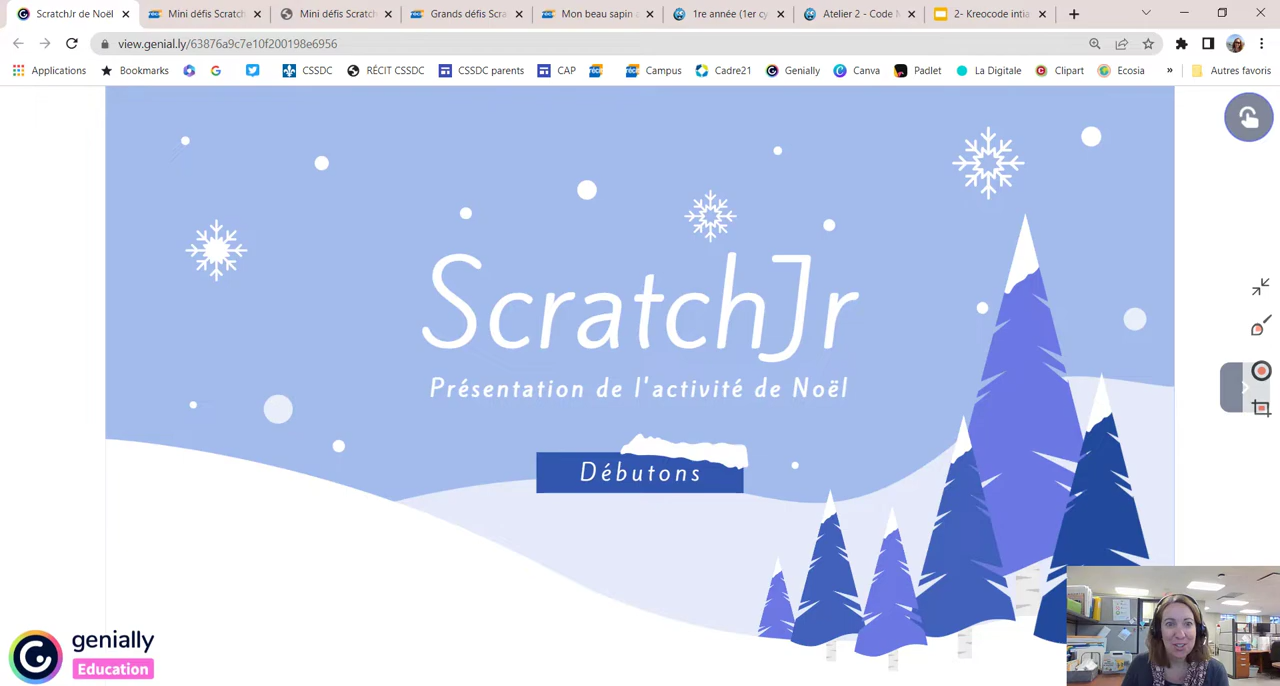 ScratchJr de Noël
Mini défis Scratch
Mini défis Scratch
Grands défis Scra
Mon beau sapin d
1re année (1er cy
Atelier 2 - Code M
2- Kreocode intia
view.genial.ly/63876a9c7e10f200198e6956
Applications
Bookmarks
CSSDC
RÉCIT CSSDC
CSSDC parents
CAP
Campus
Cadre21
Genially
Canva
Padlet
La Digitale
Clipart
Ecosia
»
Autres favoris
ScratchJr
Présentation de l'activité de Noël
Débutons
genially
Education